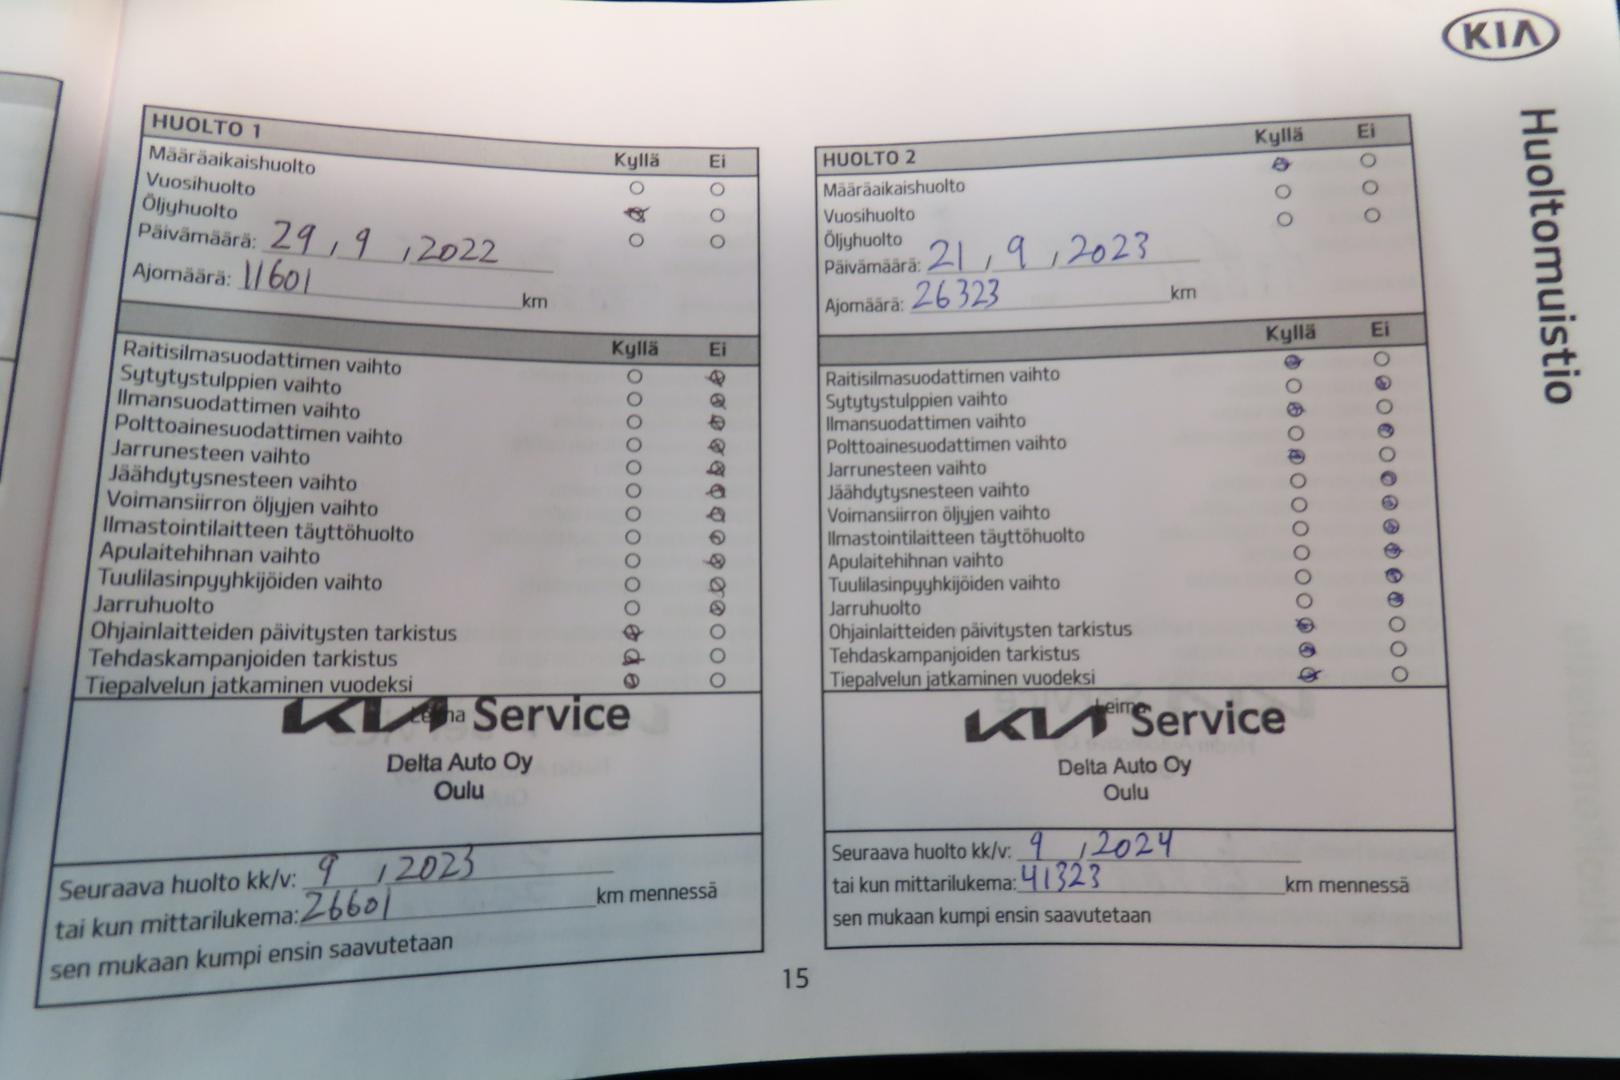 KIA
Huoltomuistio
HUOLTO 1
Kyllä Ei
Määräaikaishuolto
Vuosihuolto
Öljyhuolto
Päivämäärä: 29, 9, 2022
Ajomäärä: 11601 km
Kyllä Ei
Raitisilmasuodattimen vaihto
Sytytystulppien vaihto
Ilmansuodattimen vaihto
Polttoainesuodattimen vaihto
Jarrunesteen vaihto
Jäähdytysnesteen vaihto
Voimansiirron öljyjen vaihto
Ilmastointilaitteen täyttöhuolto
Apulaitehihnan vaihto
Tuulilasinpyyhkijöiden vaihto
Jarruhuolto
Ohjainlaitteiden päivitysten tarkistus
Tehdaskampanjoiden tarkistus
Tiepalvelun jatkaminen vuodeksi
Leima
KIA Service
Delta Auto Oy
Oulu
Seuraava huolto kk/v: 9, 2023
tai kun mittarilukema: 26601 km mennessä
sen mukaan kumpi ensin saavutetaan
HUOLTO 2
Kyllä Ei
Määräaikaishuolto
Vuosihuolto
Öljyhuolto
Päivämäärä: 21, 9, 2023
Ajomäärä: 26323 km
Kyllä Ei
Raitisilmasuodattimen vaihto
Sytytystulppien vaihto
Ilmansuodattimen vaihto
Polttoainesuodattimen vaihto
Jarrunesteen vaihto
Jäähdytysnesteen vaihto
Voimansiirron öljyjen vaihto
Ilmastointilaitteen täyttöhuolto
Apulaitehihnan vaihto
Tuulilasinpyyhkijöiden vaihto
Jarruhuolto
Ohjainlaitteiden päivitysten tarkistus
Tehdaskampanjoiden tarkistus
Tiepalvelun jatkaminen vuodeksi
Leima
KIA Service
Delta Auto Oy
Oulu
Seuraava huolto kk/v: 9, 2024
tai kun mittarilukema: 41323 km mennessä
sen mukaan kumpi ensin saavutetaan
15